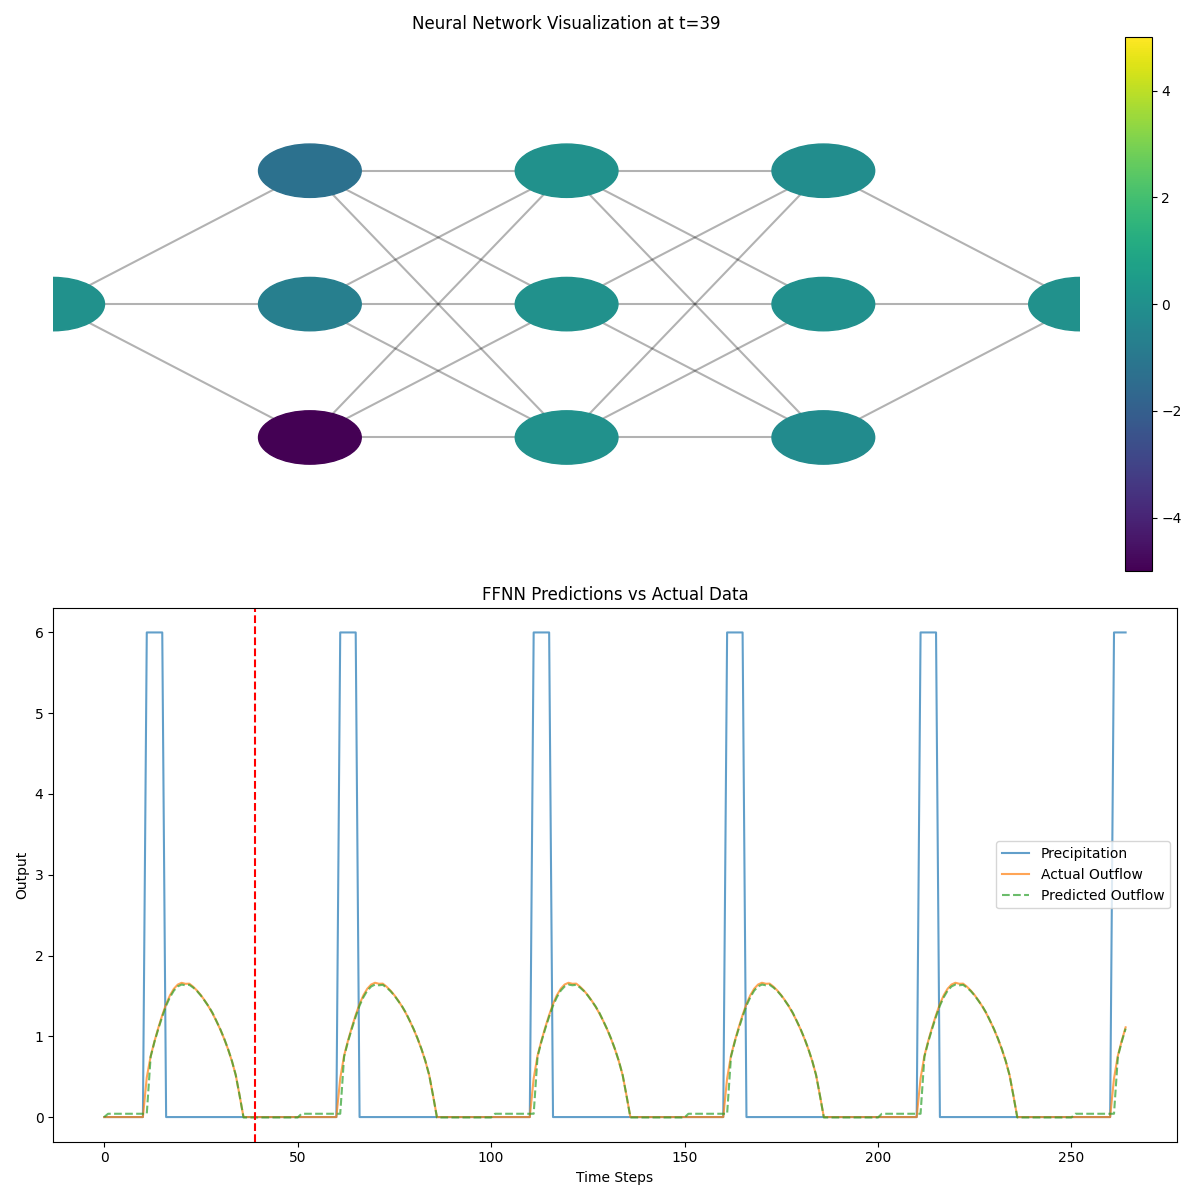 Neural Network Visualization at t=39
4
2
0
−2
−4
FFNN Predictions vs Actual Data
6
5
4
3
2
1
0
Output
Precipitation
Actual Outflow
Predicted Outflow
0 50 100 150 200 250
Time Steps